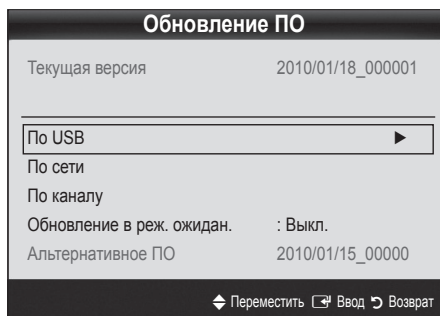 Обновление ПО
Текущая версия 2010/01/18_000001
По USB ►
По сети
По каналу
Обновление в реж. ожидан. : Выкл.
Альтернативное ПО 2010/01/15_00000
Переместить Ввод Возврат